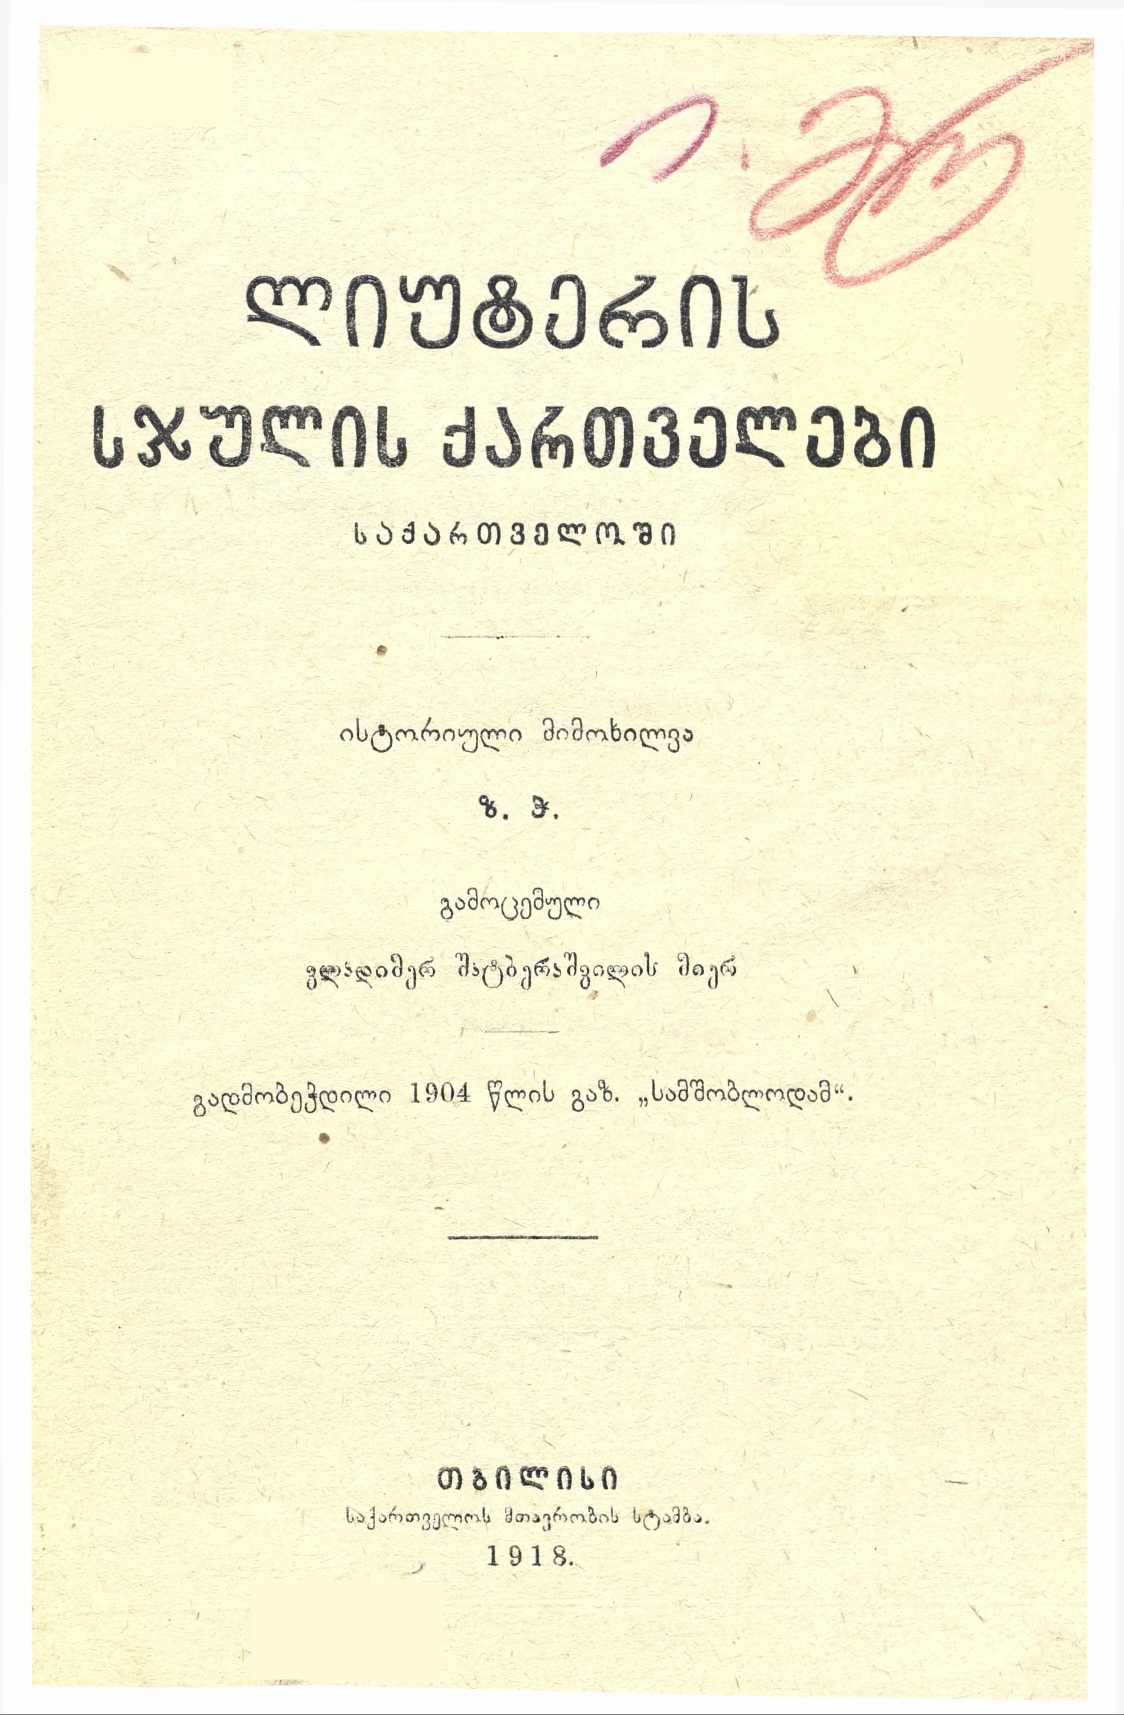 ლიუტერის
სჯულის ქართველები
საქართველოში
ისტორიული მიმოხილვა
ზ. ჭ.
გამოცემული
ვლადიმერ შატბერაშვილის მიერ
გადმობეჭდილი 1904 წლის გაზ. „სამშობლოდამ“.
თბილისი
საქართველოს მთავრობის სტამბა.
1918.